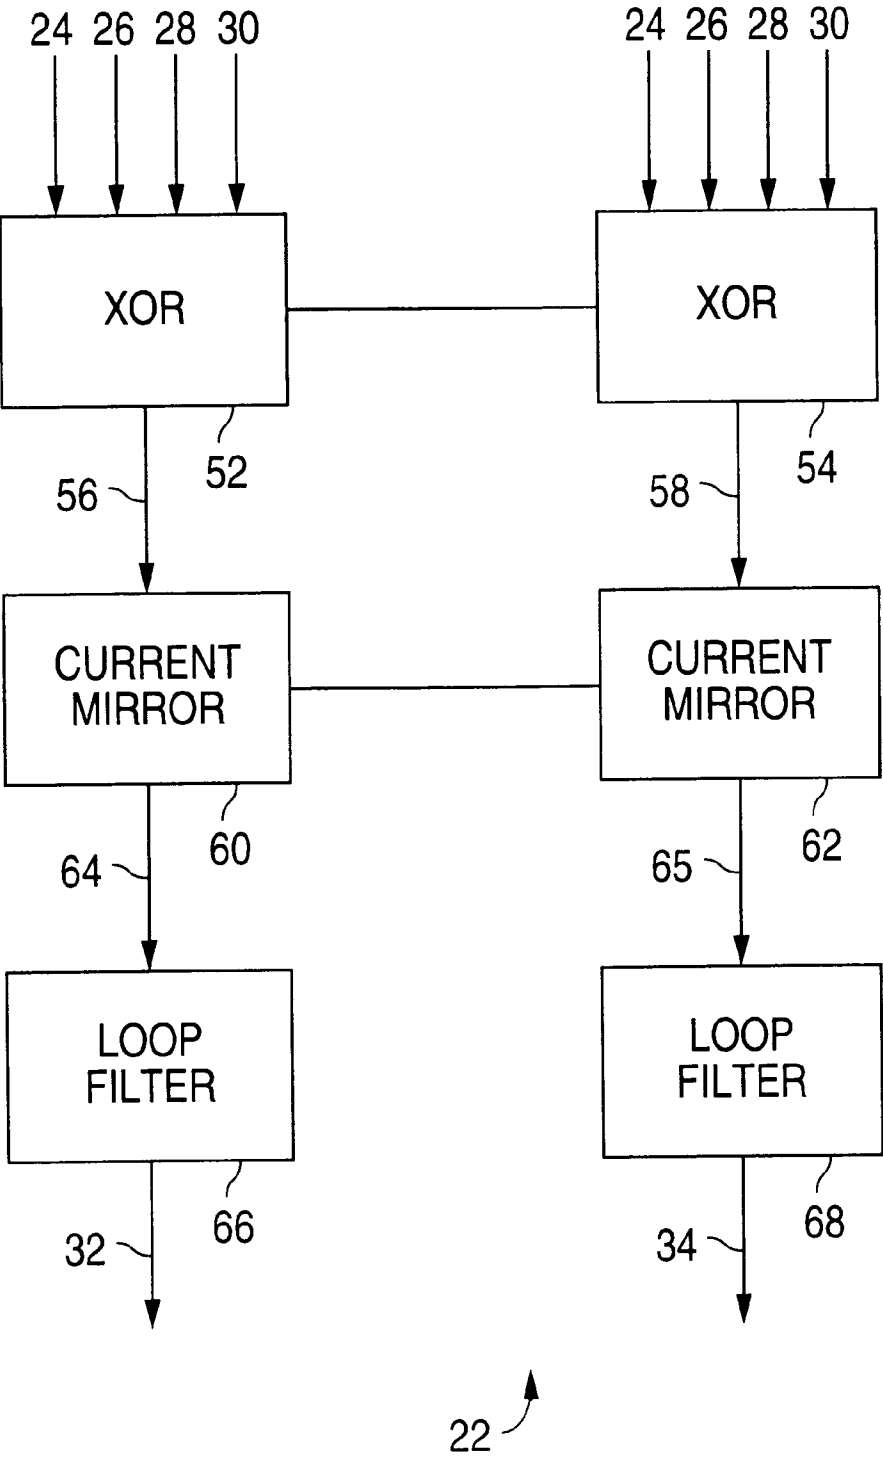 24 26 28 30 24 26 28 30
XOR XOR
52 54
56 58
CURRENT
MIRROR
CURRENT
MIRROR
60 62
64 65
LOOP
FILTER
LOOP
FILTER
66 68
32 34
22